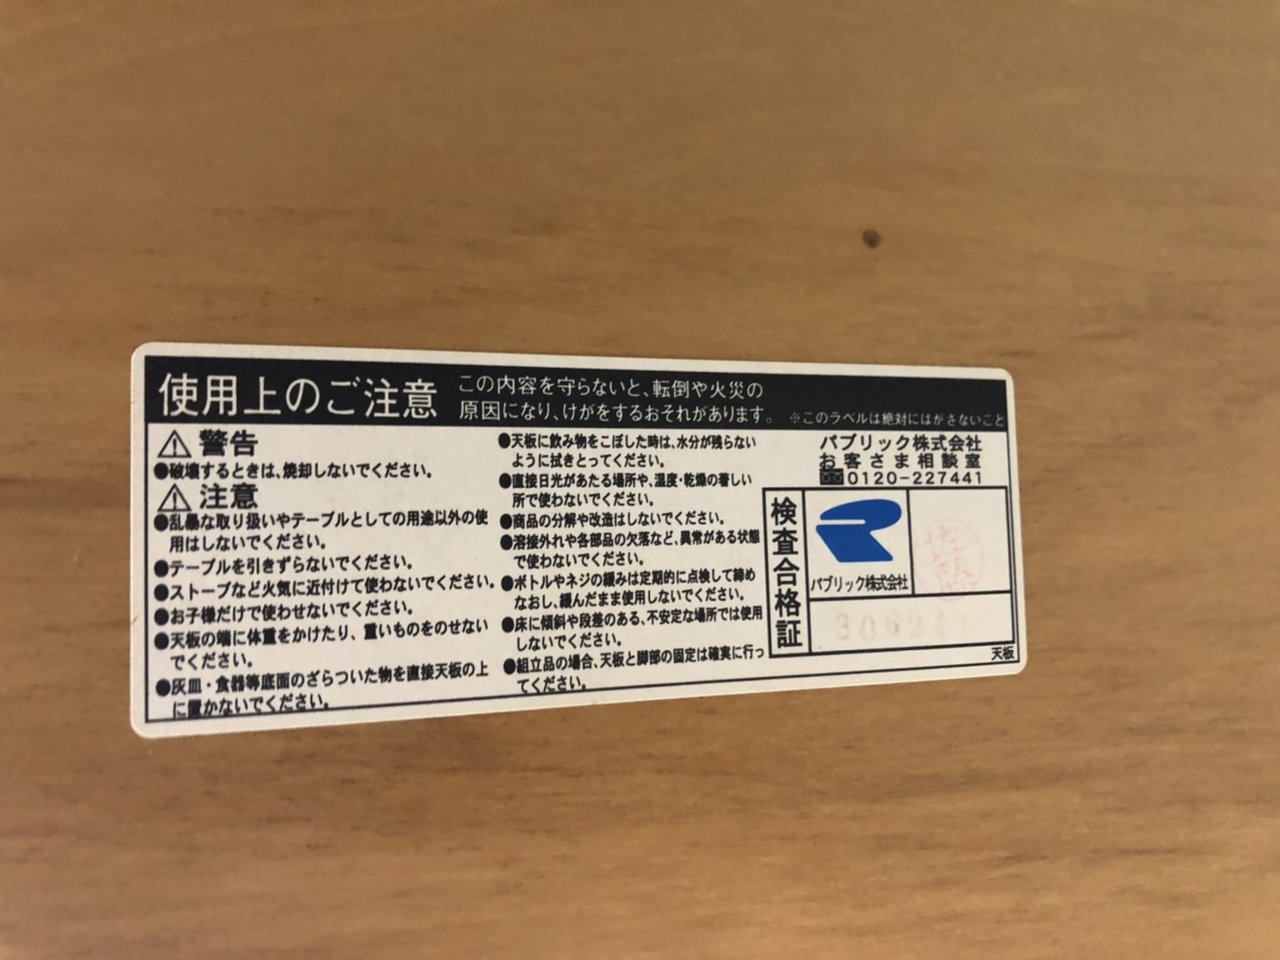 使用上のご注意
この内容を守らないと、転倒や火災の
原因になり、けがをするおそれがあります。
※このラベルは絶対にはがさないこと
警告
●破壊するときは、焼却しないでください。
注意
●乱暴な取り扱いやテーブルとしての用途以外の使
用はしないでください。
●テーブルを引きずらないでください。
●ストーブなど火気に近付けて使わないでください。
●お子様だけで使わせないでください。
●天板の端に体重をかけたり、重いものをのせない
でください。
●灰皿・食器等底面のざらついた物を直接天板の上
に置かないでください。
●天板に飲み物をこぼした時は、水分が残らない
ように拭きとってください。
●直接日光があたる場所や、温度・乾燥の著しい
所で使わないでください。
●商品の分解や改造はしないでください。
●溶接外れや各部品の欠落など、異常がある状態
で使わないでください。
●ボトルやネジの緩みは定期的に点検して締め
なおし、緩んだまま使用しないでください。
●床に傾斜や段差のある、不安定な場所では使用
しないでください。
●組立品の場合、天板と脚部の固定は確実に行っ
てください。
パブリック株式会社
お客さま相談室
0120-227441
検査合格証
パブリック株式会社
30621
天板